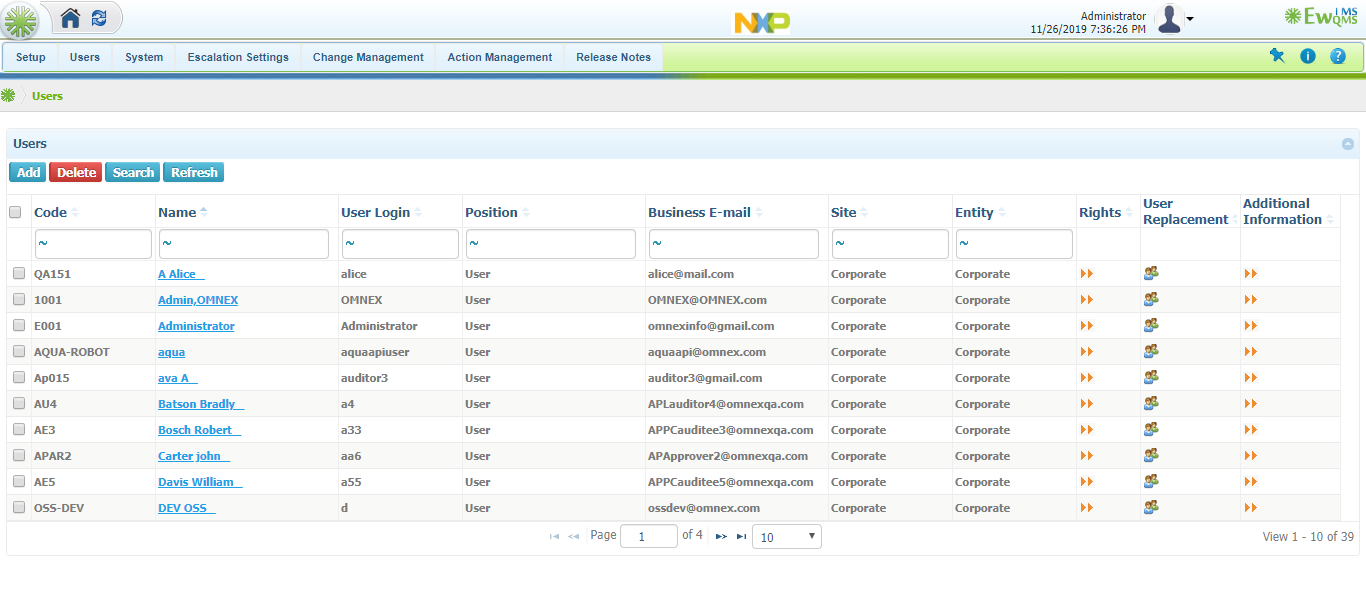 NXP
Administrator
11/26/2019 7:36:26 PM
EwIMS
QMS
Setup Users System Escalation Settings Change Management Action Management Release Notes
Users
Users
Add Delete Search Refresh
Code Name User Login Position Business E-mail Site Entity Rights User Replacement Additional Information
~ ~ ~ ~ ~ ~ ~
QA151 A Alice alice User alice@mail.com Corporate Corporate
1001 Admin,OMNEX OMNEX User OMNEX@OMNEX.com Corporate Corporate
E001 Administrator Administrator User omnexinfo@gmail.com Corporate Corporate
AQUA-ROBOT aqua aquaapiuser User aquaapi@omnex.com Corporate Corporate
Ap015 ava A auditor3 User auditor3@gmail.com Corporate Corporate
AU4 Batson Bradly a4 User APLauditor4@omnexqa.com Corporate Corporate
AE3 Bosch Robert a33 User APPCauditee3@omnexqa.com Corporate Corporate
APAR2 Carter john aa6 User APApprover2@omnexqa.com Corporate Corporate
AE5 Davis William a55 User APPCauditee5@omnexqa.com Corporate Corporate
OSS-DEV DEV OSS d User ossdev@omnex.com Corporate Corporate
Page 1 of 4 10 View 1 - 10 of 39